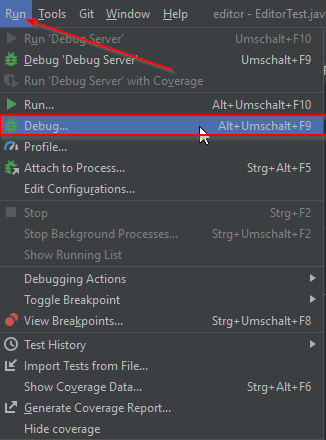 Run Tools Git Window Help editor - EditorTest.jav
Run 'Debug Server' Umschalt+F10
Debug 'Debug Server' Umschalt+F9
Run 'Debug Server' with Coverage
Run... Alt+Umschalt+F10
Debug... Alt+Umschalt+F9
Profile...
Attach to Process... Strg+Alt+F5
Edit Configurations...
Stop Strg+F2
Stop Background Processes... Strg+Umschalt+F2
Show Running List
Debugging Actions
Toggle Breakpoint
View Breakpoints... Strg+Umschalt+F8
Test History
Import Tests from File...
Show Coverage Data... Strg+Alt+F6
Generate Coverage Report...
Hide coverage